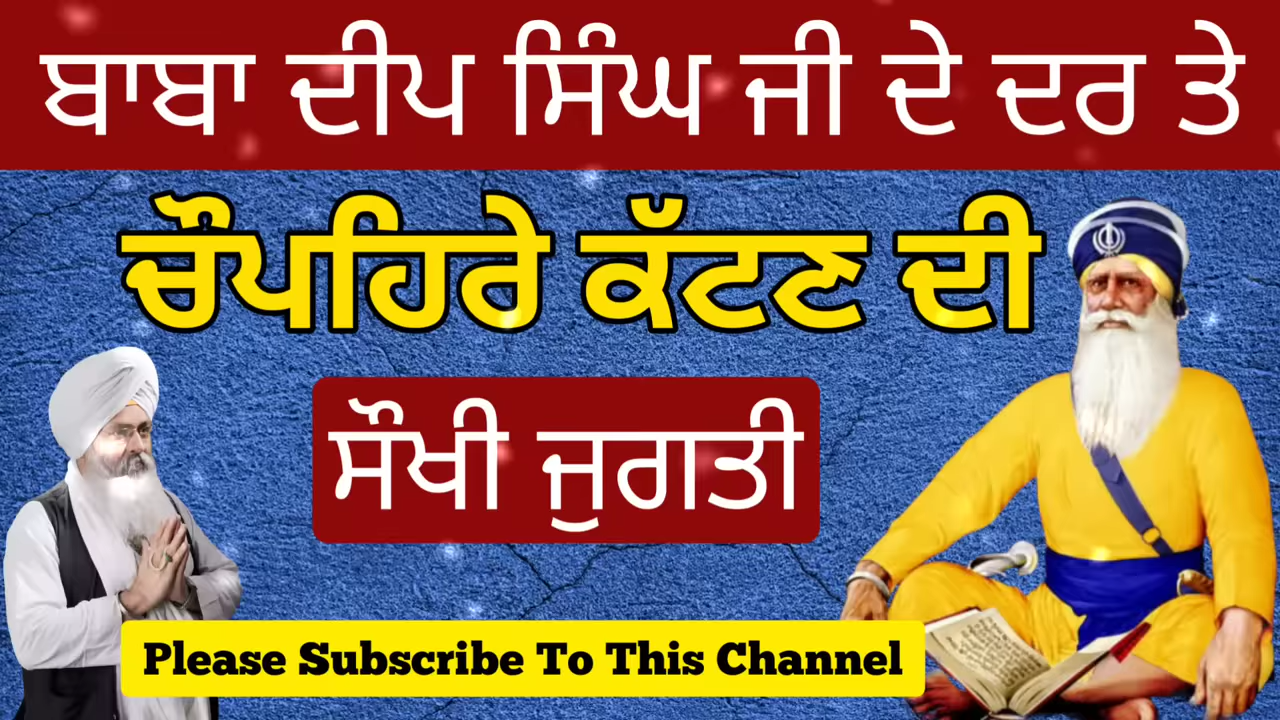 ਬਾਬਾ ਦੀਪ ਸਿੰਘ ਜੀ ਦੇ ਦਰ ਤੇ
ਚੌਪਹਿਰੇ ਕੱਟਣ ਦੀ
ਸੌਖੀ ਜੁਗਤੀ
Please Subscribe To This Channel